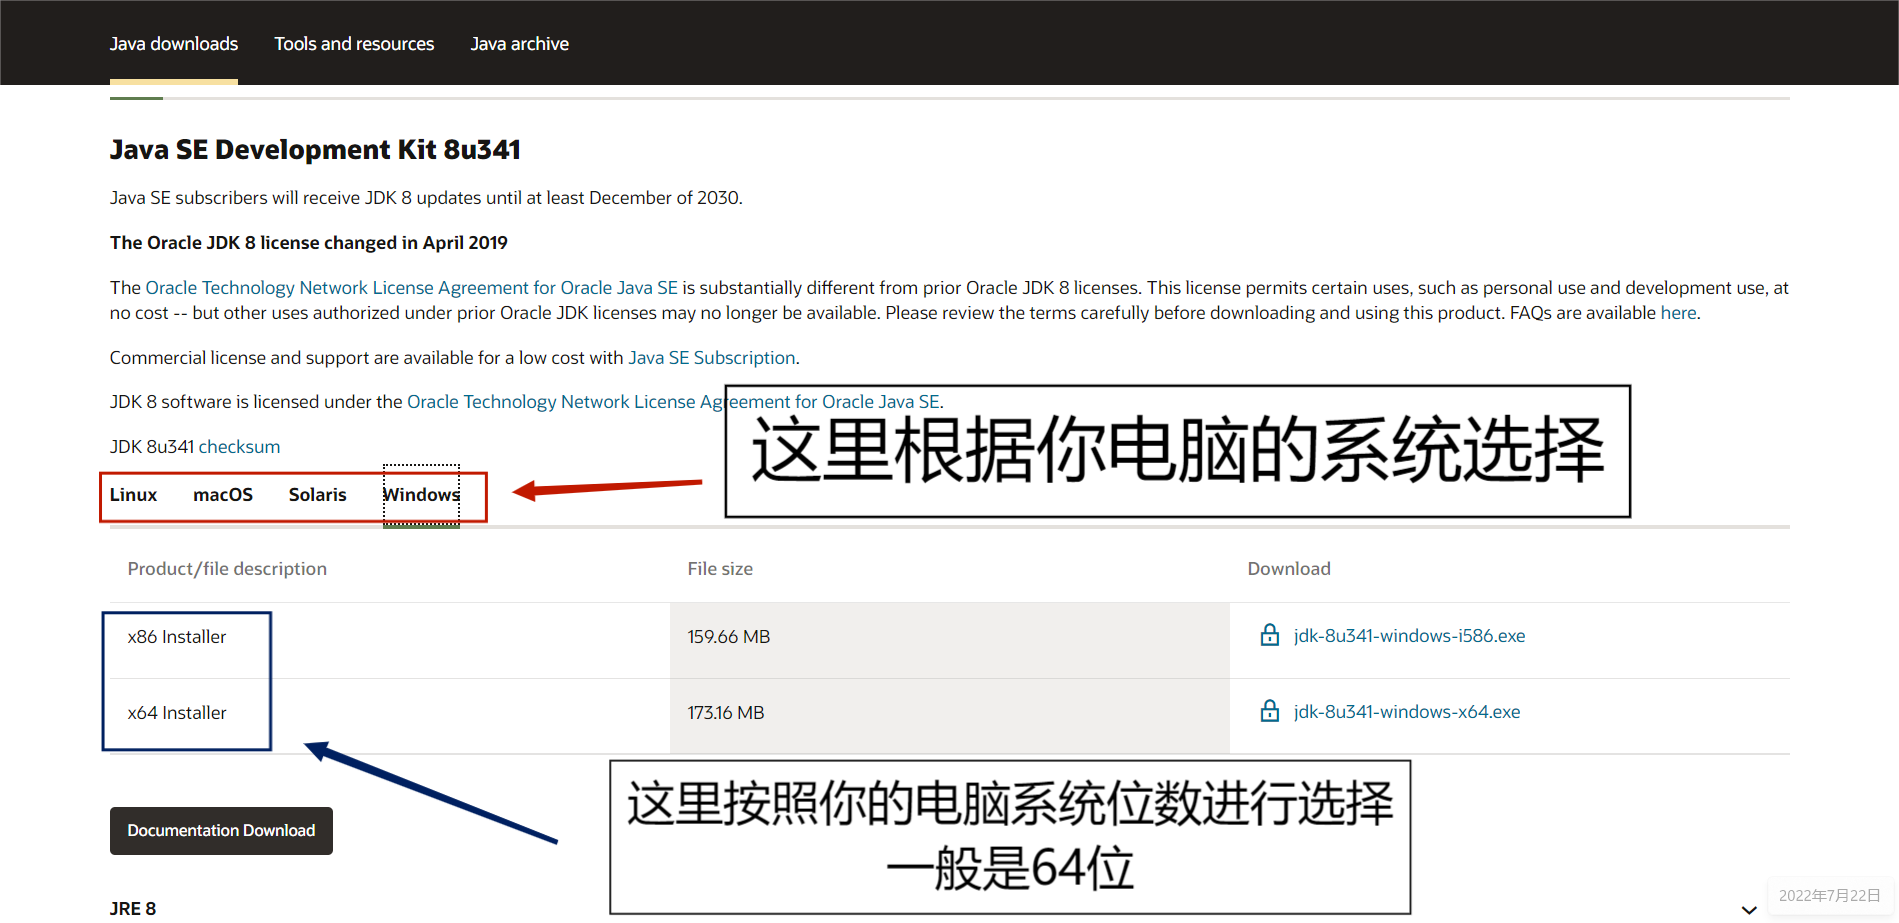 Java downloads Tools and resources Java archive
Java SE Development Kit 8u341
Java SE subscribers will receive JDK 8 updates until at least December of 2030.
The Oracle JDK 8 license changed in April 2019
The Oracle Technology Network License Agreement for Oracle Java SE is substantially different from prior Oracle JDK 8 licenses. This license permits certain uses, such as personal use and development use, at
no cost -- but other uses authorized under prior Oracle JDK licenses may no longer be available. Please review the terms carefully before downloading and using this product. FAQs are available here.
Commercial license and support are available for a low cost with Java SE Subscription.
JDK 8 software is licensed under the Oracle Technology Network License Agreement for Oracle Java SE.
这里根据你电脑的系统选择
JDK 8u341 checksum
Linux macOS Solaris Windows
Product/file description File size Download
x86 Installer 159.66 MB jdk-8u341-windows-i586.exe
x64 Installer 173.16 MB jdk-8u341-windows-x64.exe
这里按照你的电脑系统位数进行选择
一般是64位
Documentation Download
JRE 8
2022年7月22日